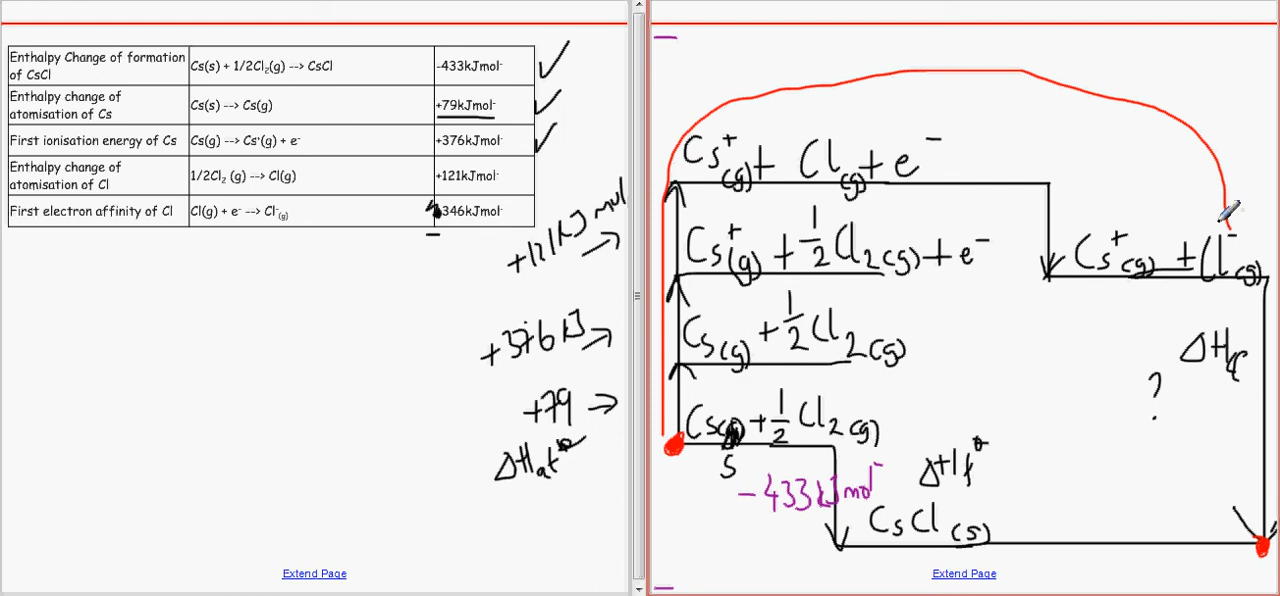 Enthalpy Change of formation
of CsCl
Cs(s) + 1/2Cl₂(g) --> CsCl
-433kJmol⁻
Enthalpy change of
atomisation of Cs
Cs(s) --> Cs(g)
+79kJmol⁻
First ionisation energy of Cs
Cs(g) --> Cs⁺(g) + e⁻
+376kJmol⁻
Enthalpy change of
atomisation of Cl
1/2Cl₂ (g) --> Cl(g)
+121kJmol⁻
First electron affinity of Cl
Cl(g) + e⁻ --> Cl⁻(g)
346kJmol⁻
-
+121kJ mol
+376kJ
+79
ΔHat°
Extend Page
Cs⁺(g) + Cl(g) + e⁻
Cs⁺(g) + 1/2 Cl₂(g) + e⁻
Cs⁺(g) + Cl⁻(g)
Cs(g) + 1/2 Cl₂(g)
ΔH
?
Cs + 1/2 Cl₂(g)
s
-433kJ mol⁻
ΔHf°
CsCl(s)
Extend Page